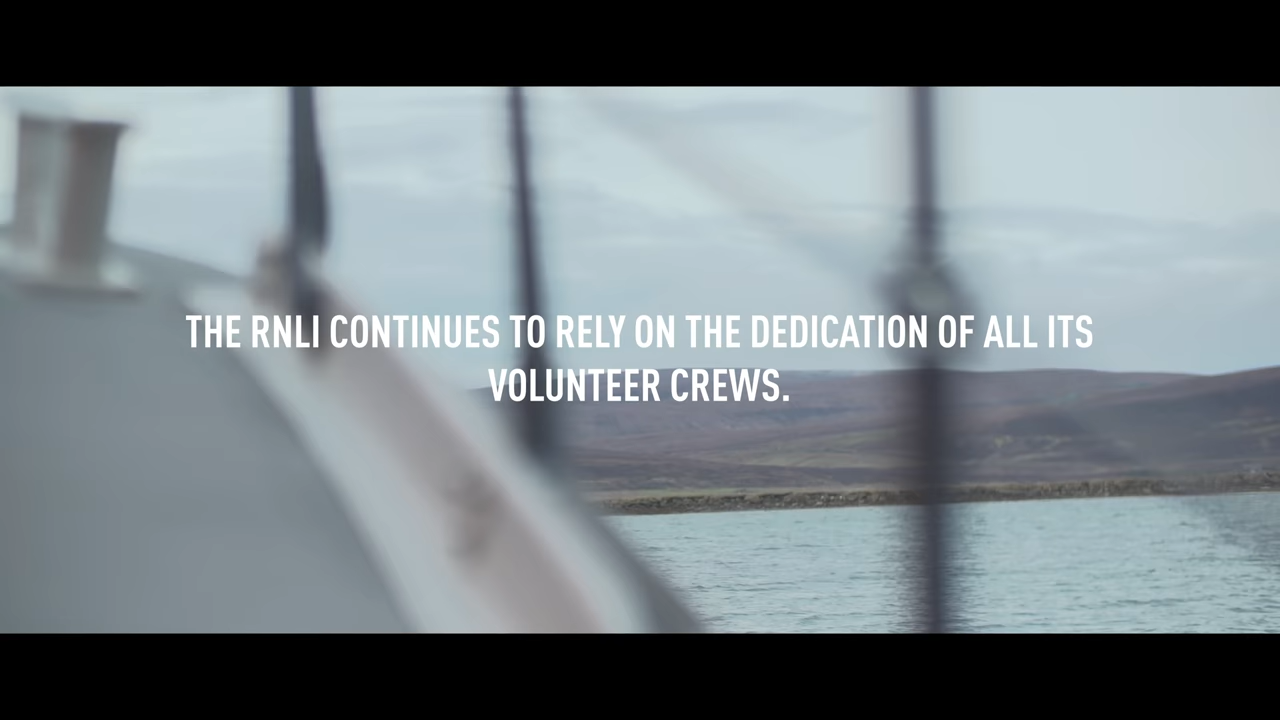 THE RNLI CONTINUES TO RELY ON THE DEDICATION OF ALL ITS
VOLUNTEER CREWS.